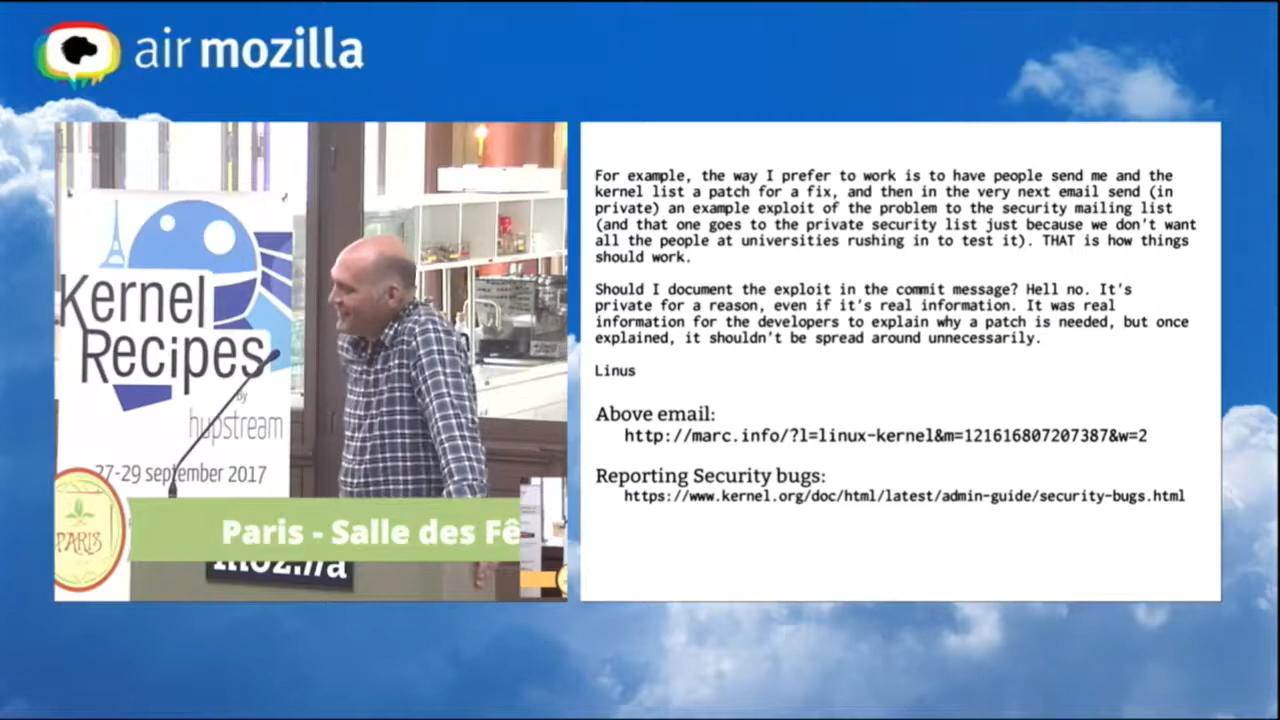 air mozilla
Kernel
Recipes
by
hupstream
27-29 september 2017
PARIS
Paris - Salle des Fê
mozilla
For example, the way I prefer to work is to have people send me and the
kernel list a patch for a fix, and then in the very next email send (in
private) an example exploit of the problem to the security mailing list
(and that one goes to the private security list just because we don't want
all the people at universities rushing in to test it). THAT is how things
should work.
Should I document the exploit in the commit message? Hell no. It's
private for a reason, even if it's real information. It was real
information for the developers to explain why a patch is needed, but once
explained, it shouldn't be spread around unnecessarily.
Linus
Above email:
http://marc.info/?l=linux-kernel&m=121616807207387&w=2
Reporting Security bugs:
https://www.kernel.org/doc/html/latest/admin-guide/security-bugs.html